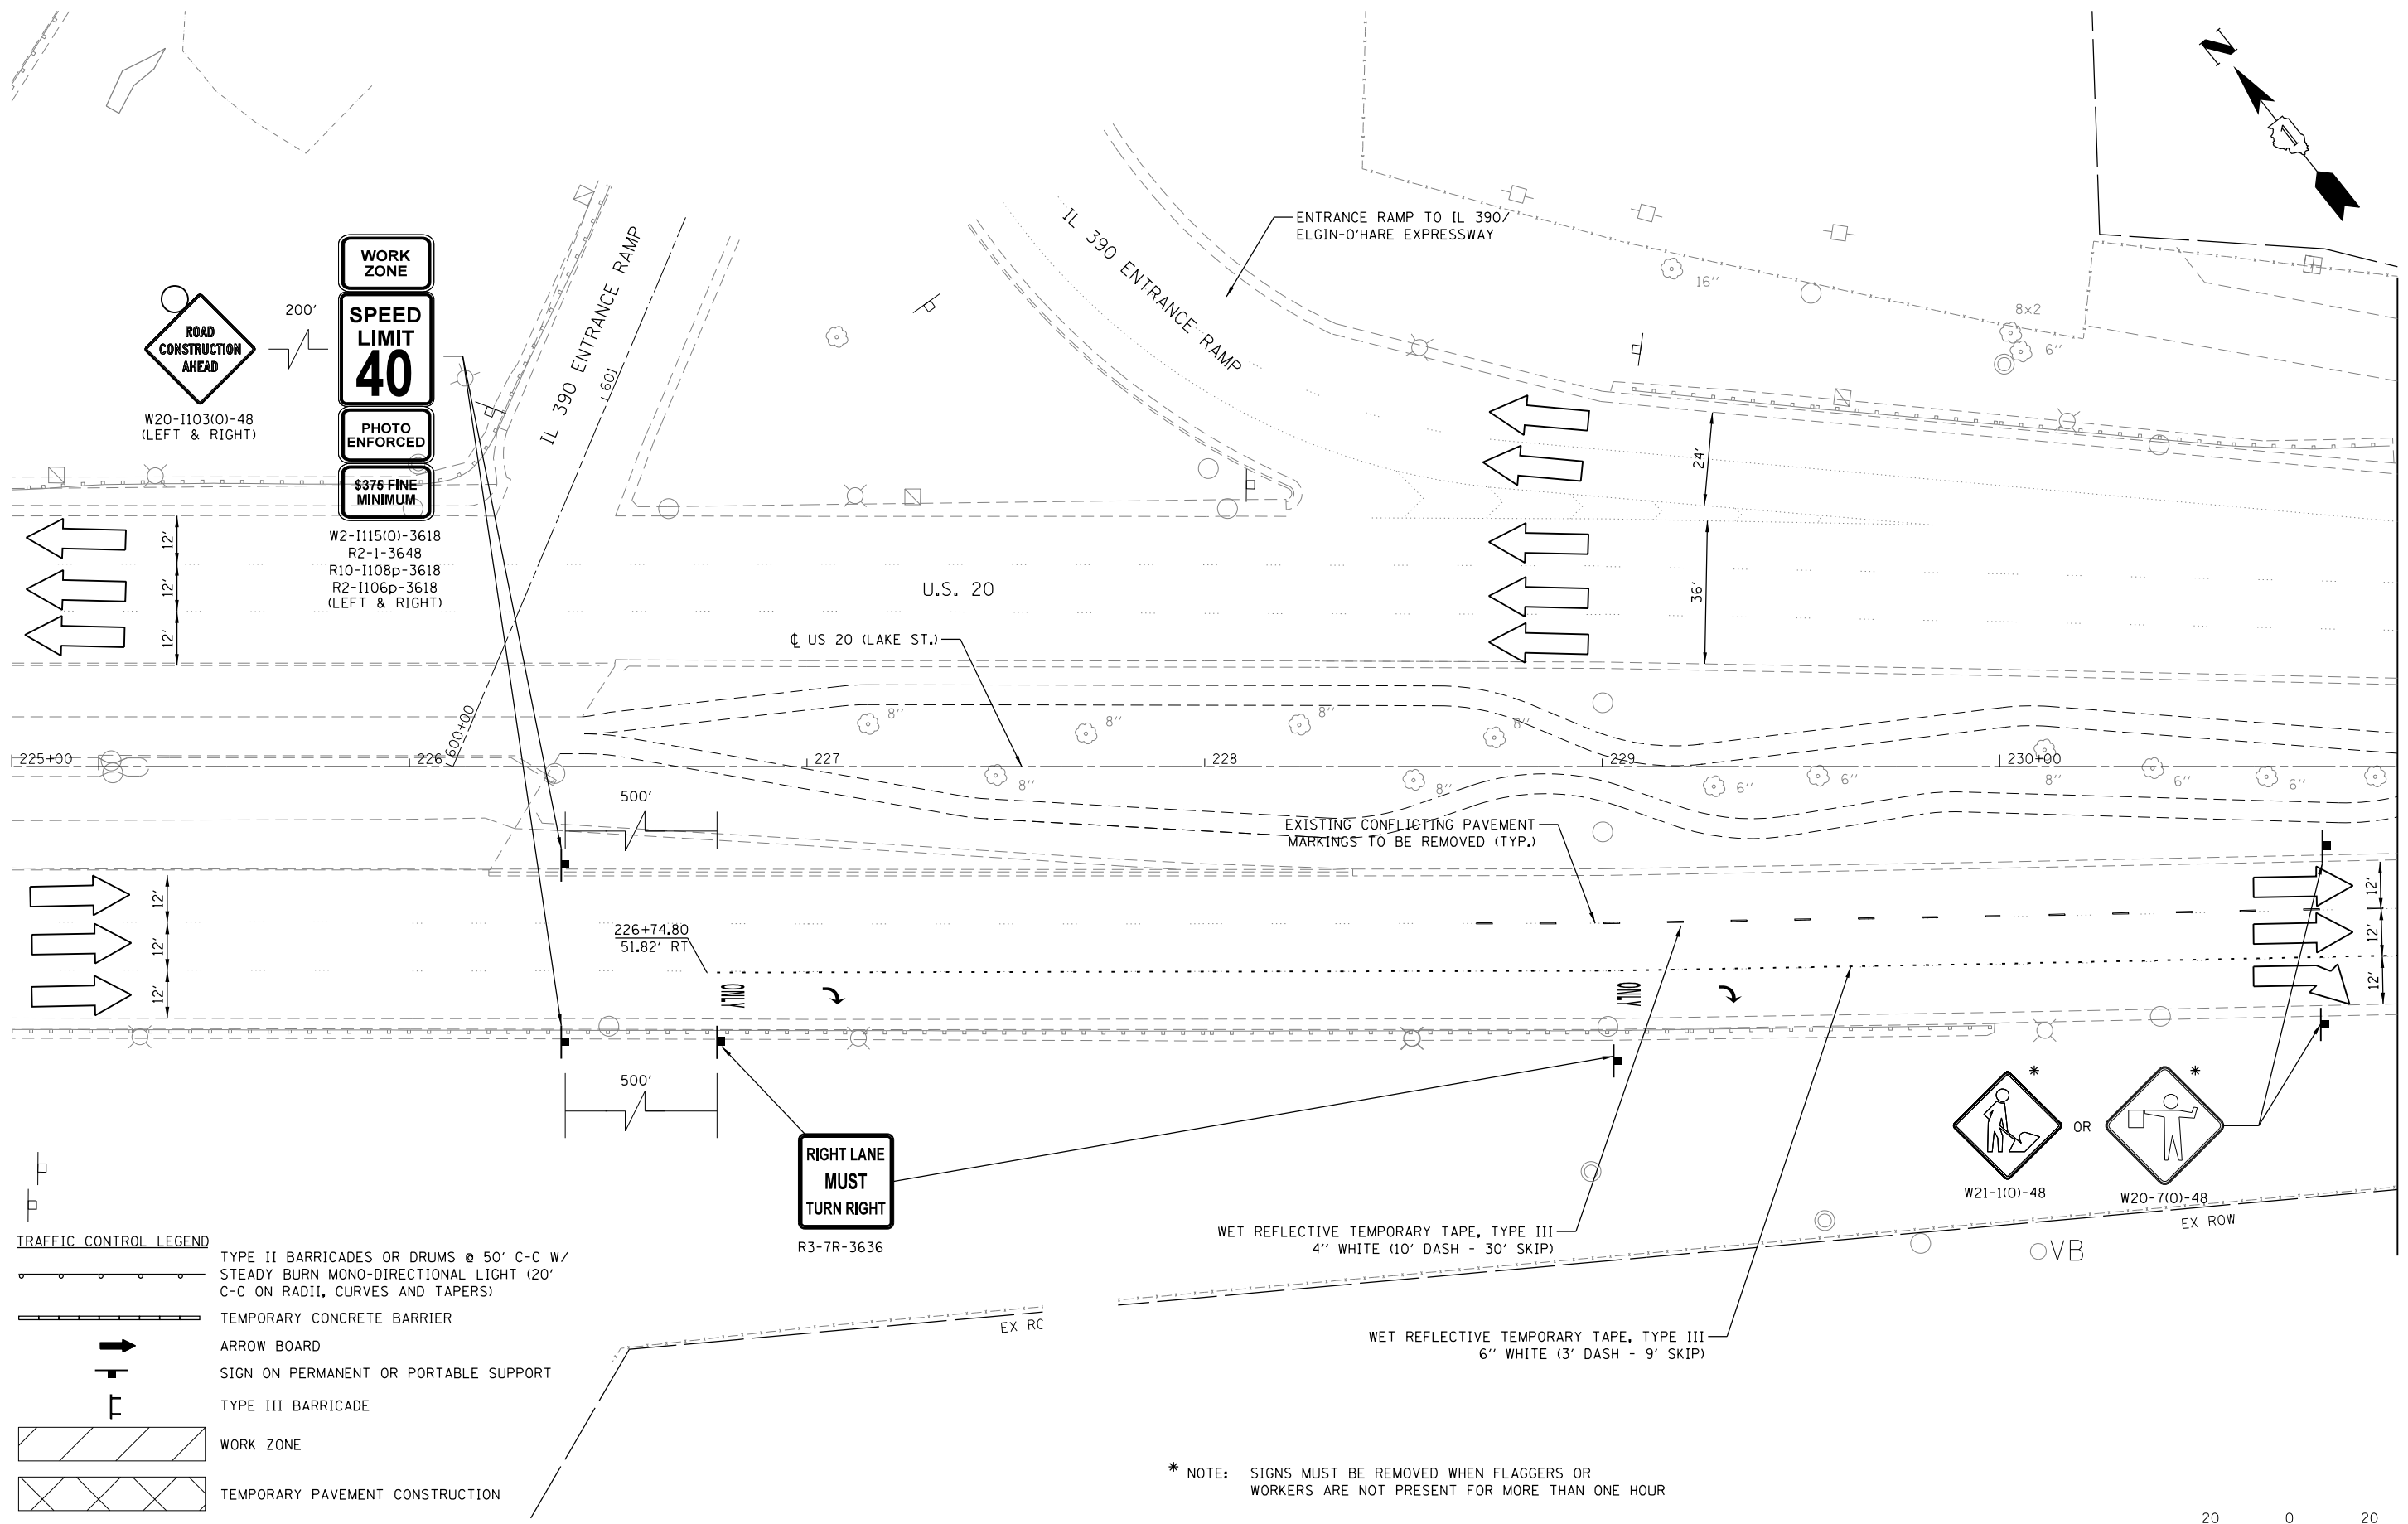 N
WORK
ZONE
SPEED
LIMIT
40
PHOTO
ENFORCED
$375 FINE
MINIMUM
ROAD
CONSTRUCTION
AHEAD
200'
W20-I103(O)-48
(LEFT & RIGHT)
W2-I115(O)-3618
R2-1-3648
R10-I108p-3618
R2-I106p-3618
(LEFT & RIGHT)
IL 390 ENTRANCE RAMP
601
600+00
IL 390 ENTRANCE RAMP
ENTRANCE RAMP TO IL 390/
ELGIN-O'HARE EXPRESSWAY
16"
8x2
6"
24'
36'
12'
12'
12'
U.S. 20
℄ US 20 (LAKE ST.)
8"
8"
8"
8"
225+00
226
227
228
229
230+00
8"
8"
6"
6"
8"
6"
6"
500'
EXISTING CONFLICTING PAVEMENT
MARKINGS TO BE REMOVED (TYP.)
12'
12'
12'
12'
12'
12'
226+74.80
51.82' RT
ONLY
ONLY
500'
RIGHT LANE
MUST
TURN RIGHT
R3-7R-3636
*
*
OR
W21-1(O)-48
W20-7(O)-48
WET REFLECTIVE TEMPORARY TAPE, TYPE III
4" WHITE (10' DASH - 30' SKIP)
WET REFLECTIVE TEMPORARY TAPE, TYPE III
6" WHITE (3' DASH - 9' SKIP)
EX ROW
VB
EX RO
TRAFFIC CONTROL LEGEND
TYPE II BARRICADES OR DRUMS @ 50' C-C W/
STEADY BURN MONO-DIRECTIONAL LIGHT (20'
C-C ON RADII, CURVES AND TAPERS)
TEMPORARY CONCRETE BARRIER
ARROW BOARD
SIGN ON PERMANENT OR PORTABLE SUPPORT
TYPE III BARRICADE
WORK ZONE
TEMPORARY PAVEMENT CONSTRUCTION
* NOTE: SIGNS MUST BE REMOVED WHEN FLAGGERS OR
WORKERS ARE NOT PRESENT FOR MORE THAN ONE HOUR
20 0 20